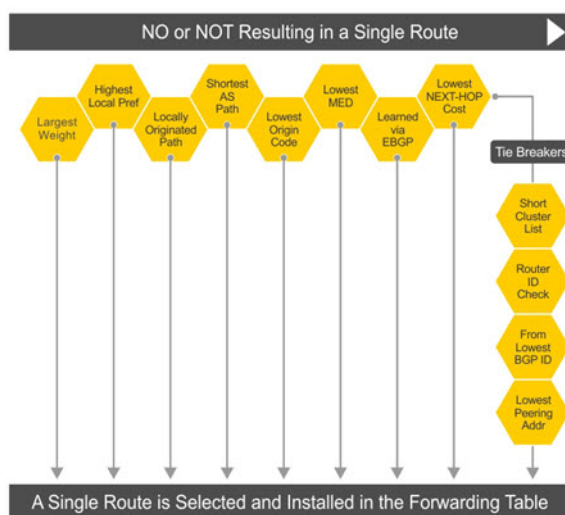 NO or NOT Resulting in a Single Route
Largest
Weight
Highest
Local Pref
Locally
Originated
Path
Shortest
AS
Path
Lowest
Origin
Code
Lowest
MED
Learned
via
EBGP
Lowest
NEXT-HOP
Cost
Tie Breakers
Short
Cluster
List
Router
ID
Check
From
Lowest
BGP ID
Lowest
Peering
Addr
A Single Route is Selected and Installed in the Forwarding Table